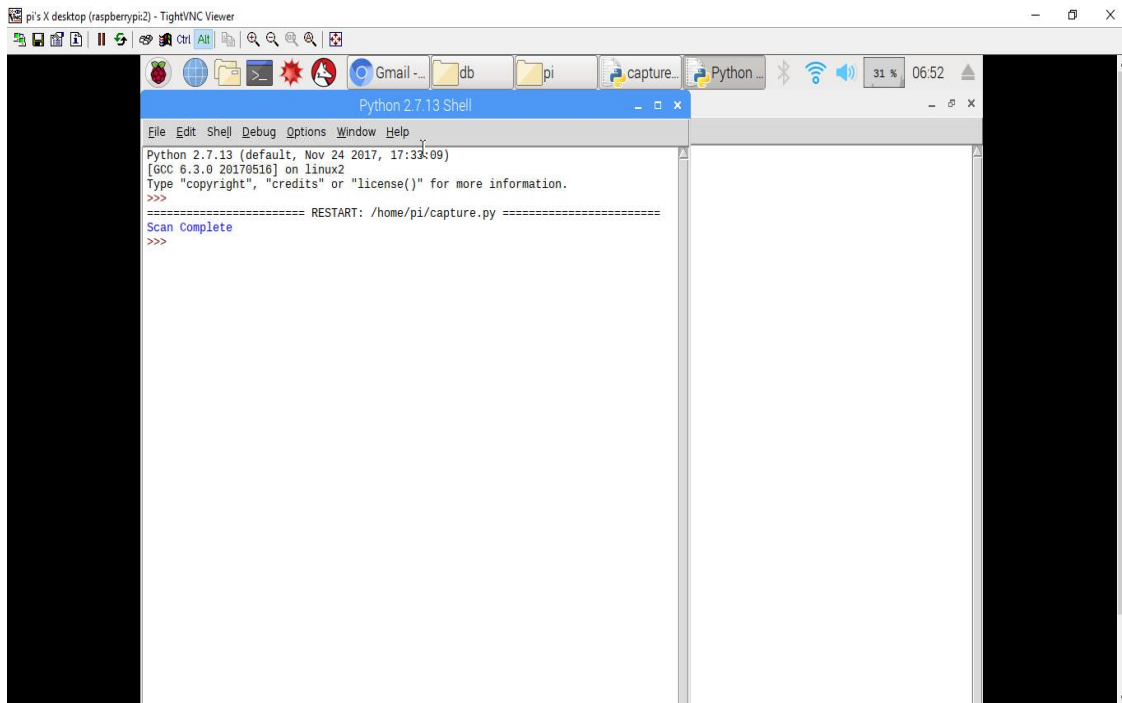 pi's X desktop (raspberrypi:2) - TightVNC Viewer
Ctrl Alt
Gmail -... db pi capture... Python ... 31 % 06:52
Python 2.7.13 Shell
File Edit Shell Debug Options Window Help
Python 2.7.13 (default, Nov 24 2017, 17:33:09)
[GCC 6.3.0 20170516] on linux2
Type "copyright", "credits" or "license()" for more information.
>>>
======================== RESTART: /home/pi/capture.py ========================
Scan Complete
>>>